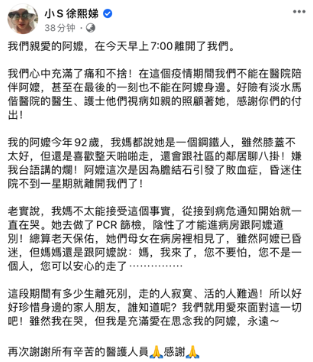 小S 徐熙娣
38分钟 ·
我們親愛的阿嬤，在今天早上7:00離開了我們。
我們心中充滿了痛和不捨！在這個疫情期間我們不能在醫院陪
伴阿嬤，甚至在最後的一刻也不能在阿嬤身邊。好險有淡水馬
偕醫院的醫生、護士他們視病如親的照顧著她，感謝你們的付
出！
我的阿嬤今年92歲，我媽都說她是一個鋼鐵人，雖然膝蓋不
太好，但還是喜歡整天啪啪走，還會跟社區的鄰居聊八掛！嫌
我台語講的爛！阿嬤這次是因為膽結石引發了敗血症，昏迷住
院不到一星期就離開我們了！
老實說，我媽不太能接受這個事實，從接到病危通知開始就一
直在哭。她去做了PCR 篩檢，陰性了才能進病房跟阿嬤道
別！總算老天保佑，她們母女在病房裡相見了，雖然阿嬤已昏
迷，但媽媽還是跟阿嬤說：媽，我來了，您不要怕，您不是一
個人，您可以安心的走了⋯⋯⋯⋯⋯
這段期間有多少生離死別，走的人寂寞、活的人難過！所以好
好珍惜身邊的家人朋友，誰知道呢？我們就用愛來面對這一切
吧！雖然我在哭，但我是充滿愛在思念我的阿嬤，永遠～
再次謝謝所有辛苦的醫護人員🙏感謝🙏